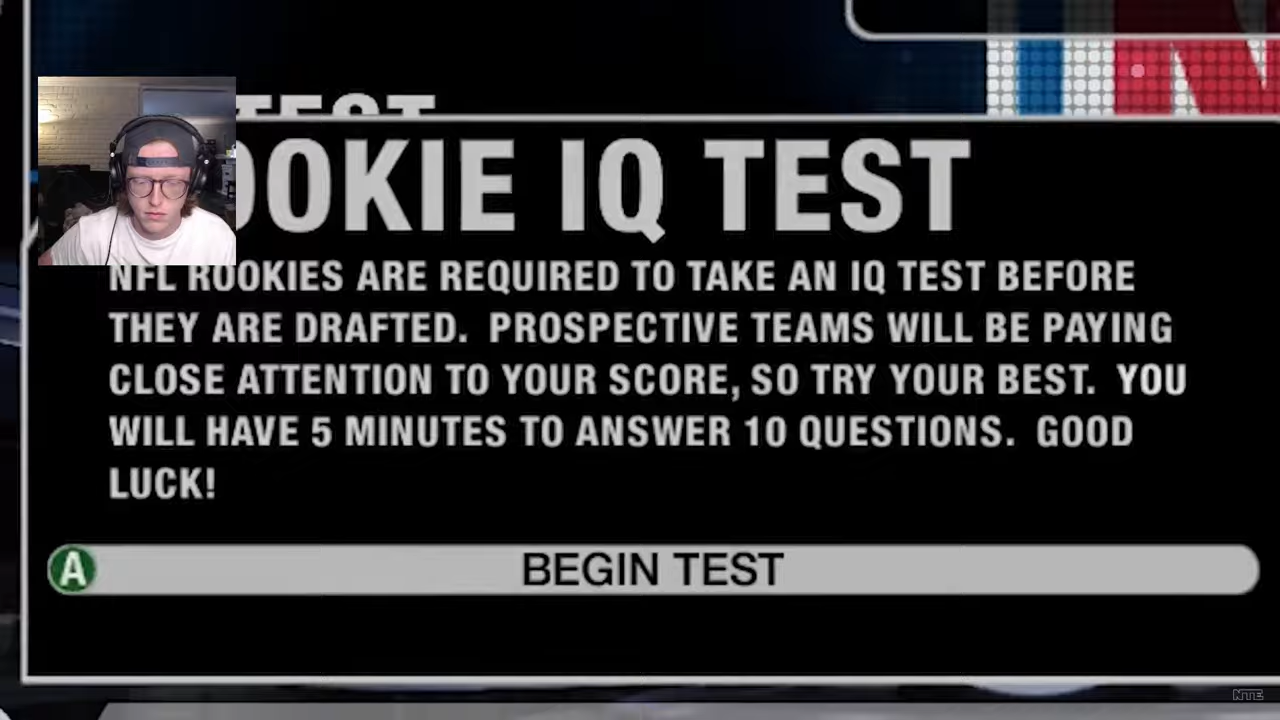 TEST
OOKIE IQ TEST
NFL ROOKIES ARE REQUIRED TO TAKE AN IQ TEST BEFORE
THEY ARE DRAFTED. PROSPECTIVE TEAMS WILL BE PAYING
CLOSE ATTENTION TO YOUR SCORE, SO TRY YOUR BEST. YOU
WILL HAVE 5 MINUTES TO ANSWER 10 QUESTIONS. GOOD
LUCK!
A BEGIN TEST
NTE